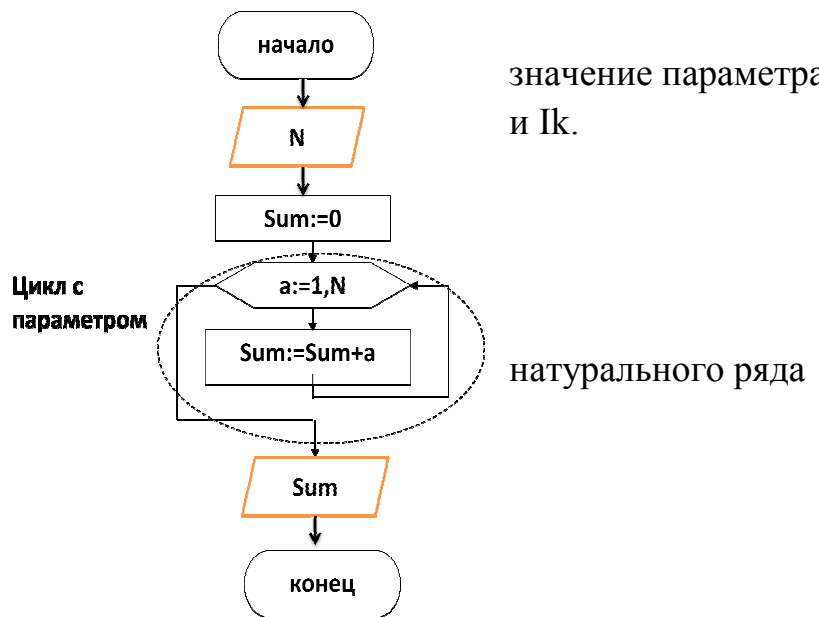 начало
значение параметра
и Ik.
N
Sum:=0
Цикл с
параметром
a:=1,N
Sum:=Sum+a
натурального ряда
Sum
конец